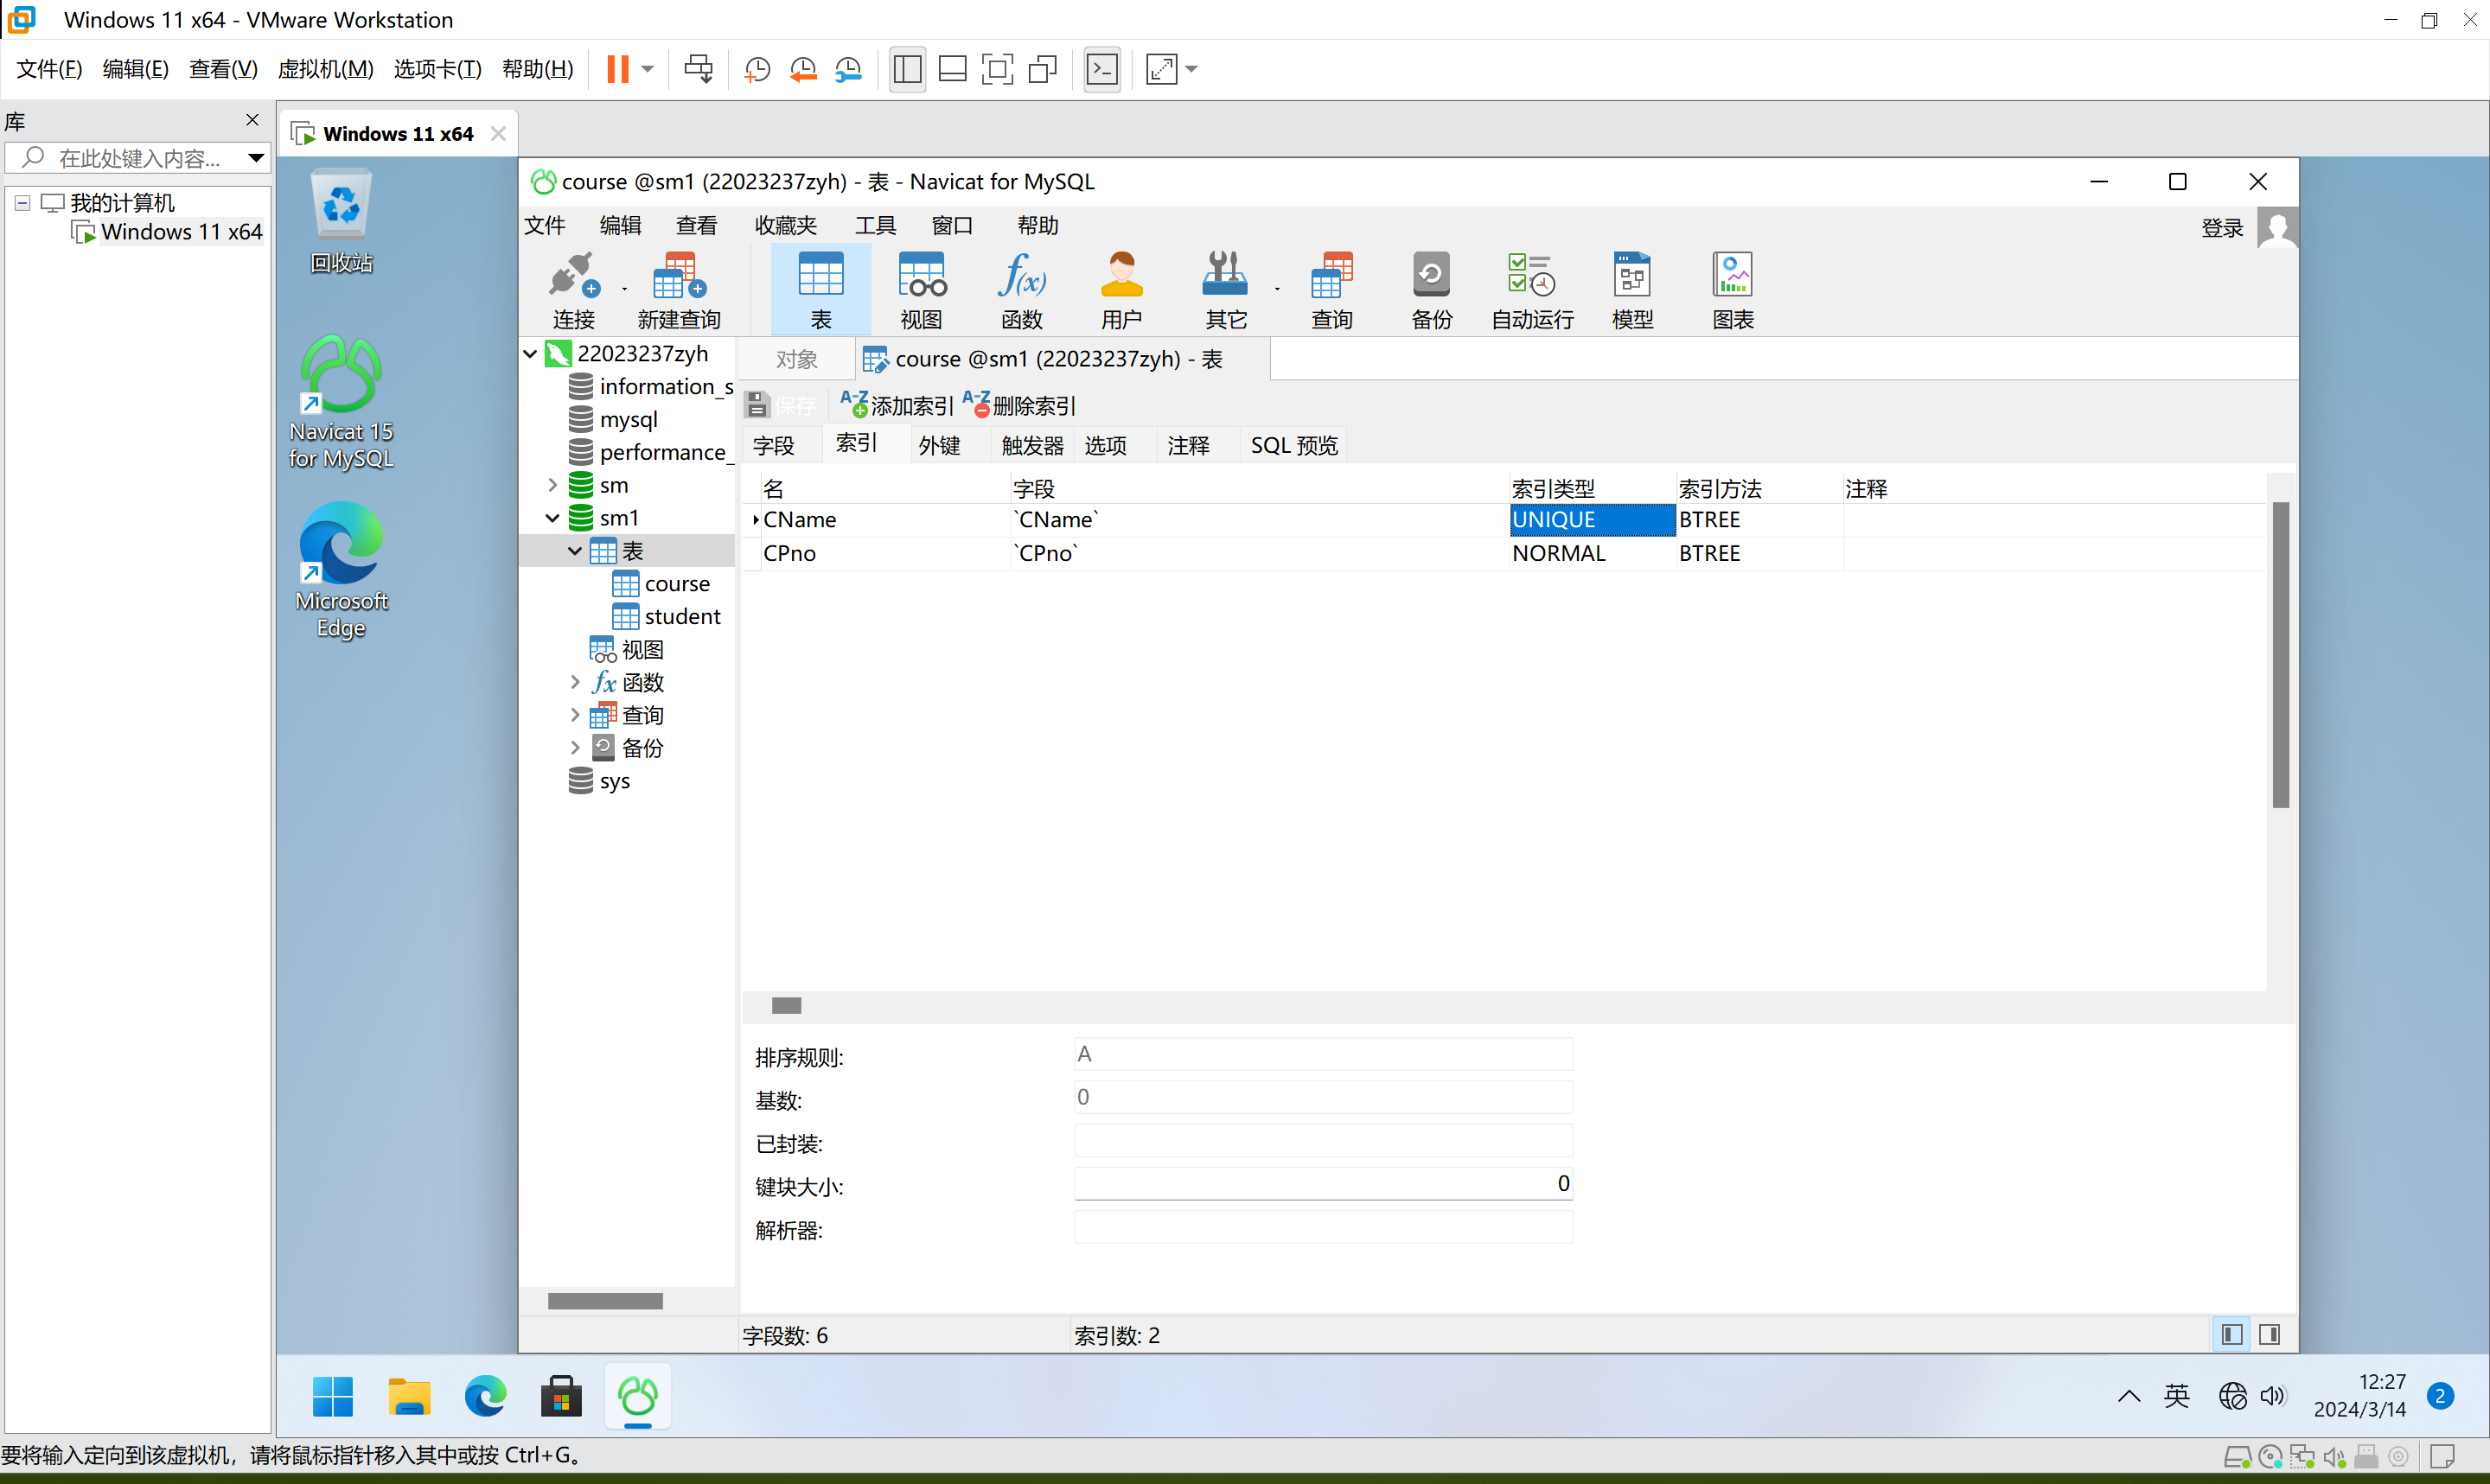 Windows 11 x64 - VMware Workstation
文件(F) 编辑(E) 查看(V) 虚拟机(M) 选项卡(T) 帮助(H)
库
在此处键入内容...
我的计算机
Windows 11 x64
Windows 11 x64
回收站
Navicat 15
for MySQL
Microsoft
Edge
course @sm1 (22023237zyh) - 表 - Navicat for MySQL
文件 编辑 查看 收藏夹 工具 窗口 帮助
登录
连接 新建查询 表 视图 函数 用户 其它 查询 备份 自动运行 模型 图表
22023237zyh
information_s
mysql
performance_
sm
sm1
表
course
student
视图
函数
查询
备份
sys
对象 course @sm1 (22023237zyh) - 表
保存 添加索引 删除索引
字段 索引 外键 触发器 选项 注释 SQL 预览
名 字段 索引类型 索引方法 注释
CName `CName` UNIQUE BTREE
CPno `CPno` NORMAL BTREE
排序规则: A
基数: 0
已封装:
键块大小: 0
解析器:
字段数: 6 索引数: 2
英
12:27
2024/3/14
2
要将输入定向到该虚拟机，请将鼠标指针移入其中或按 Ctrl+G。